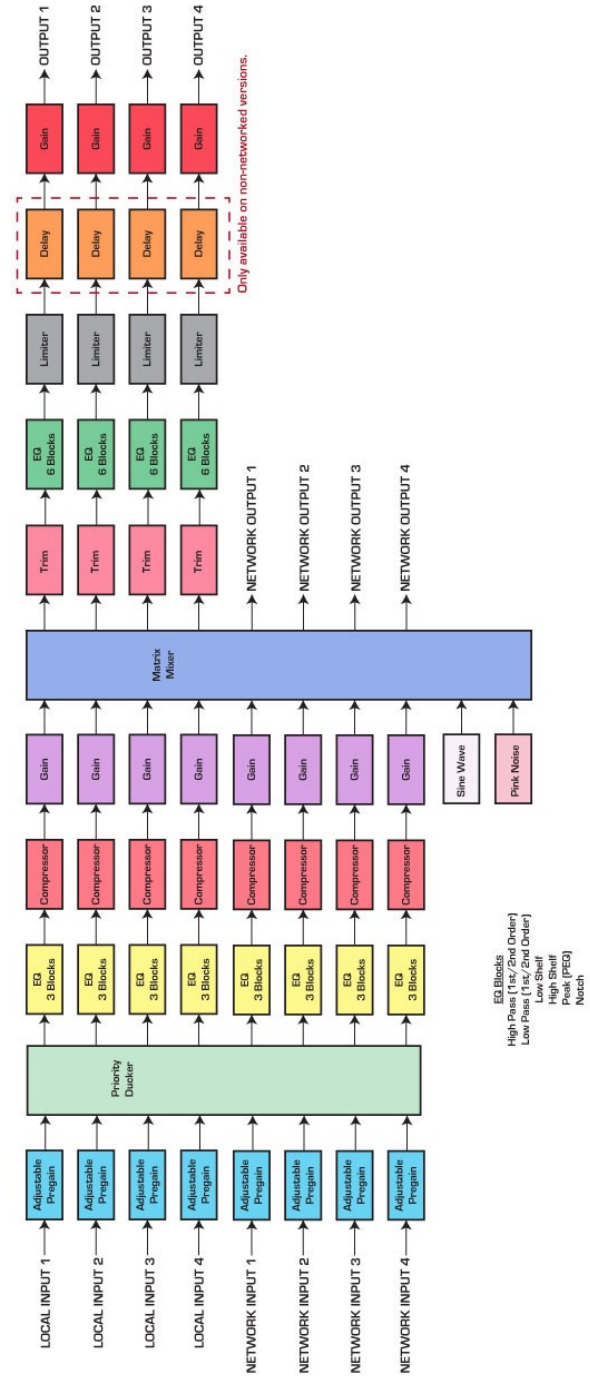 LOCAL INPUT 1
Adjustable
Pregain
EQ
3 Blocks
Compressor
Gain
Trim
EQ
6 Blocks
Limiter
Delay
Gain
OUTPUT 1
LOCAL INPUT 2
Adjustable
Pregain
Priority
Ducker
EQ
3 Blocks
Compressor
Gain
Matrix
Mixer
Trim
EQ
6 Blocks
Limiter
Delay
Gain
OUTPUT 2
LOCAL INPUT 3
Adjustable
Pregain
EQ
3 Blocks
Compressor
Gain
Trim
EQ
6 Blocks
Limiter
Delay
Gain
OUTPUT 3
LOCAL INPUT 4
Adjustable
Pregain
EQ
3 Blocks
Compressor
Gain
Trim
EQ
6 Blocks
Limiter
Delay
Gain
OUTPUT 4
Only available on non-networked versions.
NETWORK INPUT 1
Adjustable
Pregain
EQ
3 Blocks
Compressor
Gain
NETWORK OUTPUT 1
NETWORK INPUT 2
Adjustable
Pregain
EQ
3 Blocks
Compressor
Gain
NETWORK OUTPUT 2
NETWORK INPUT 3
Adjustable
Pregain
EQ
3 Blocks
Compressor
Gain
NETWORK OUTPUT 3
NETWORK INPUT 4
Adjustable
Pregain
EQ
3 Blocks
Compressor
Gain
NETWORK OUTPUT 4
Sine Wave
Pink Noise
EQ Blocks
High Pass (1st/2nd Order)
Low Pass (1st/2nd Order)
Low Shelf
High Shelf
Peak (PEG)
Notch